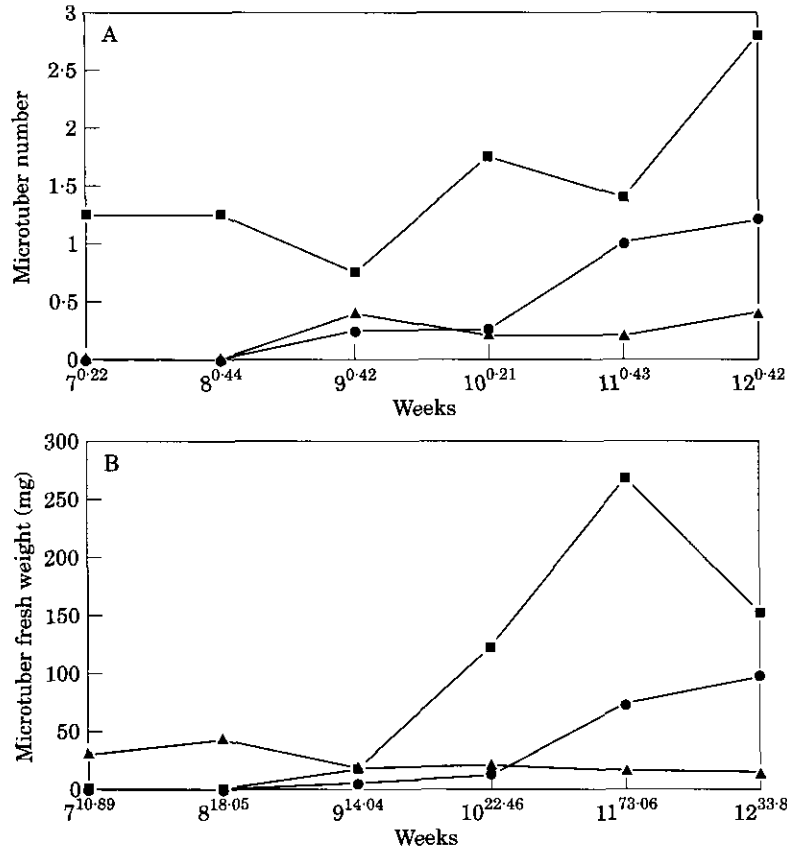 A
Microtuber number
3
2·5
2
1·5
1
0·5
0
7^0·22 8^0·44 9^0·42 10^0·21 11^0·43 12^0·42
Weeks
B
Microtuber fresh weight (mg)
300
250
200
150
100
50
0
7^10·89 8^18·05 9^14·04 10^22·46 11^73·06 12^33·8
Weeks